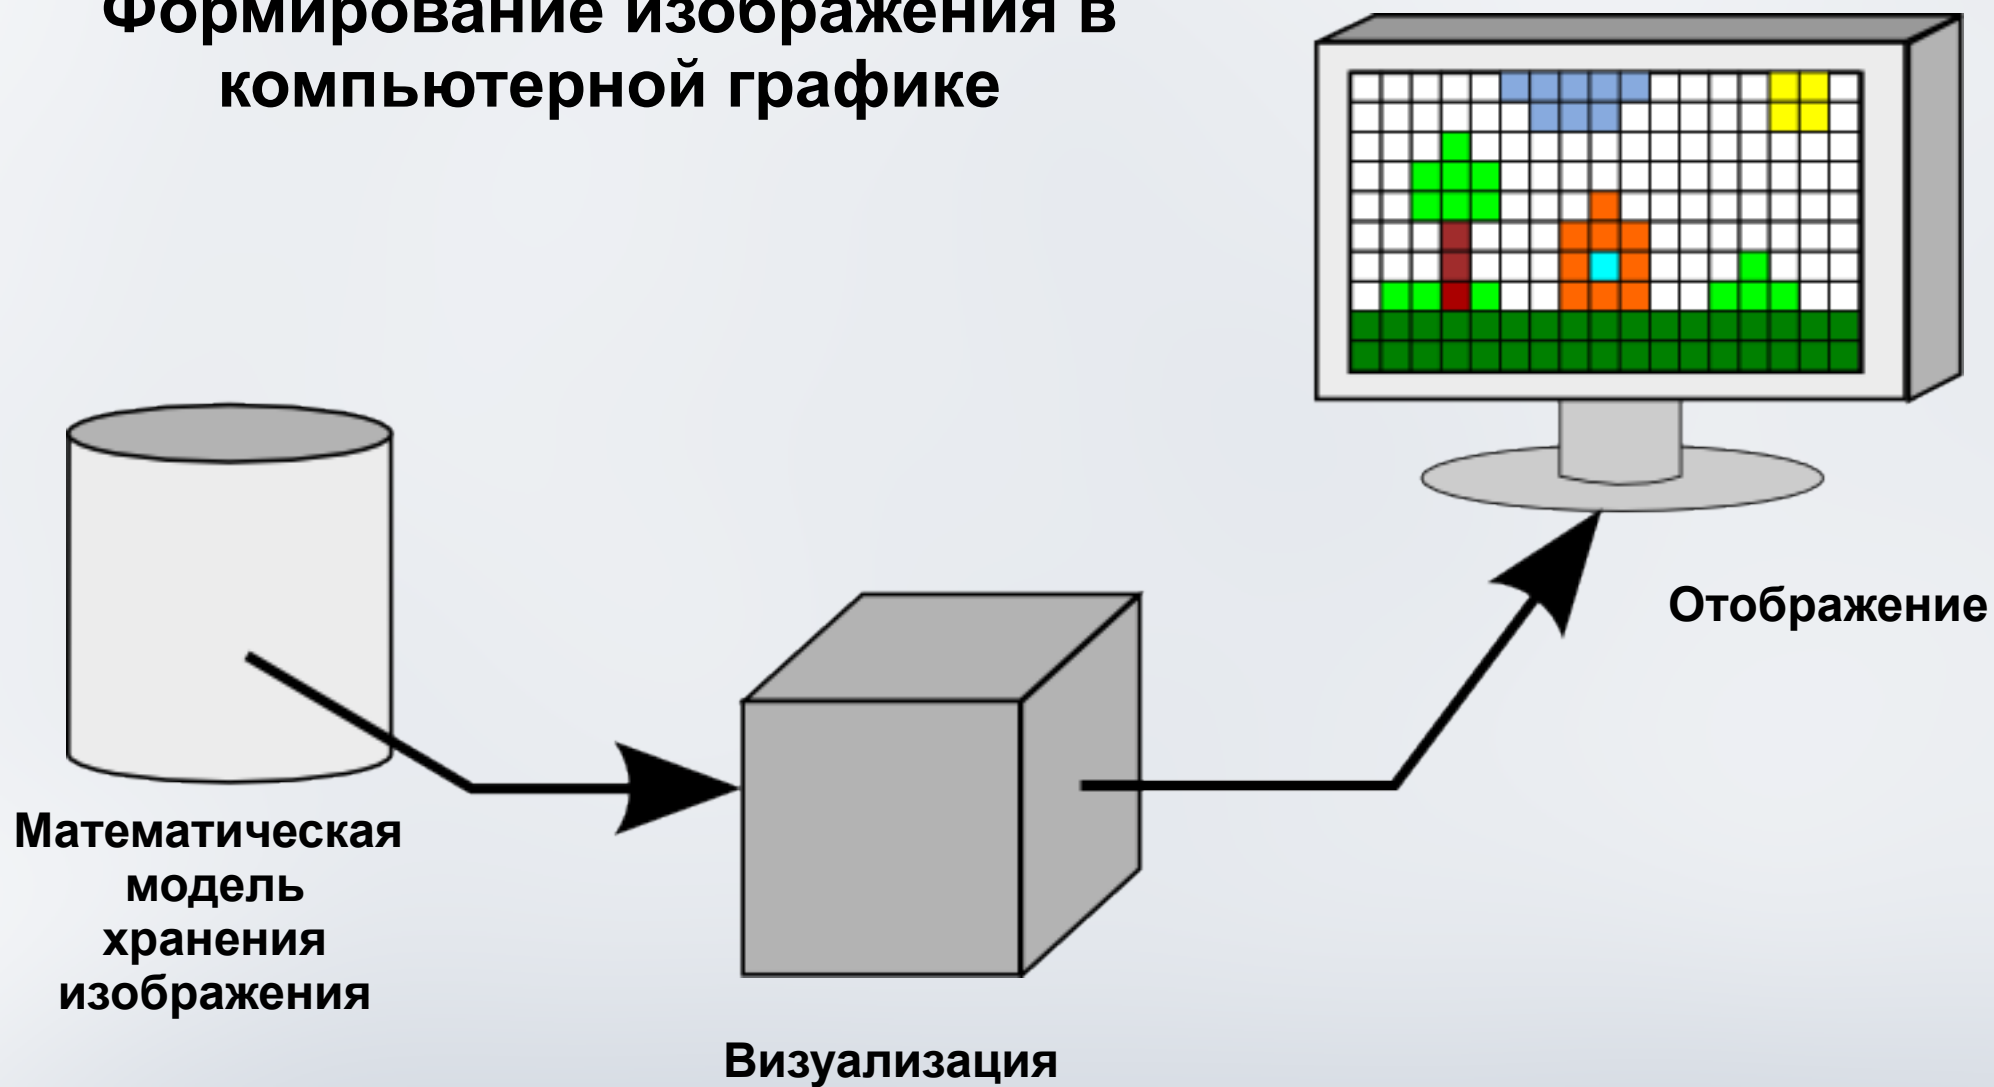 Формирование изображения в
компьютерной графике
Отображение
Математическая
модель
хранения
изображения
Визуализация